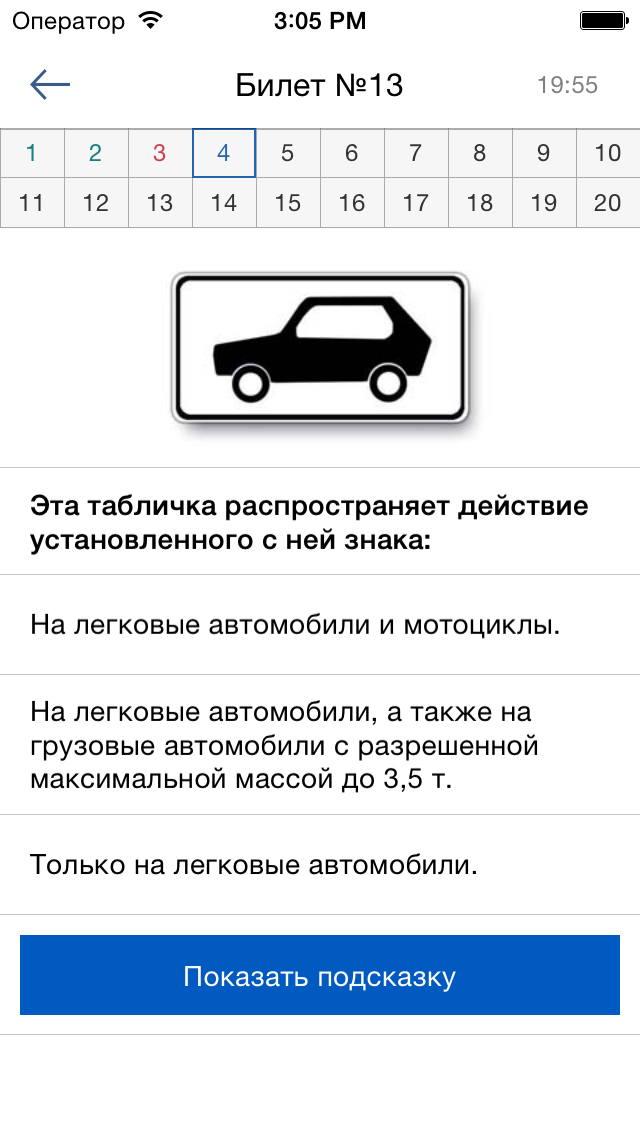 Оператор 3:05 PM
Билет №13 19:55
1 2 3 4 5 6 7 8 9 10
11 12 13 14 15 16 17 18 19 20
Эта табличка распространяет действие
установленного с ней знака:
На легковые автомобили и мотоциклы.
На легковые автомобили, а также на
грузовые автомобили с разрешенной
максимальной массой до 3,5 т.
Только на легковые автомобили.
Показать подсказку